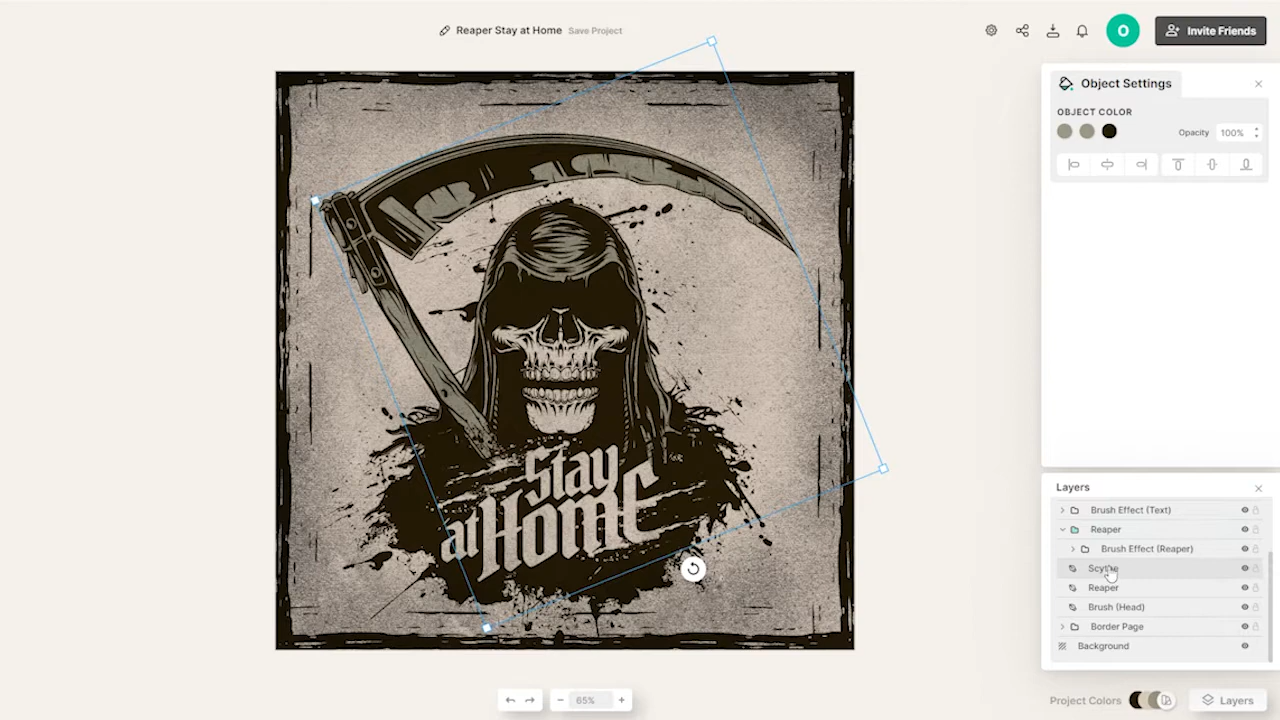 Reaper Stay at Home Save Project
O
Invite Friends
Object Settings
OBJECT COLOR
Opacity 100%
Stay
at Home
Layers
Brush Effect (Text)
Reaper
Brush Effect (Reaper)
Scythe
Reaper
Brush (Head)
Border Page
Background
65%
Project Colors
Layers